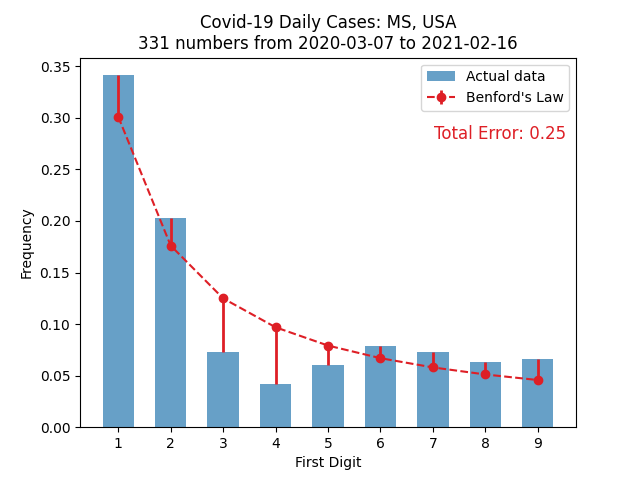 Covid-19 Daily Cases: MS, USA
331 numbers from 2020-03-07 to 2021-02-16
Actual data
Benford's Law
Total Error: 0.25
Frequency
0.35
0.30
0.25
0.20
0.15
0.10
0.05
0.00
1 2 3 4 5 6 7 8 9
First Digit